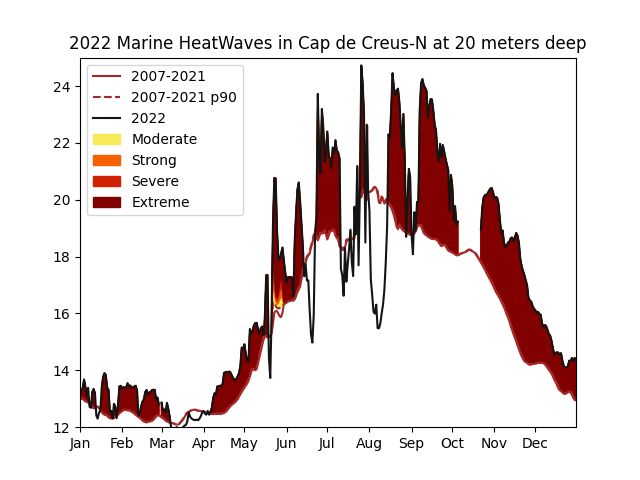 2022 Marine HeatWaves in Cap de Creus-N at 20 meters deep
2007-2021
2007-2021 p90
2022
Moderate
Strong
Severe
Extreme
24
22
20
18
16
14
12
Jan Feb Mar Apr May Jun Jul Aug Sep Oct Nov Dec